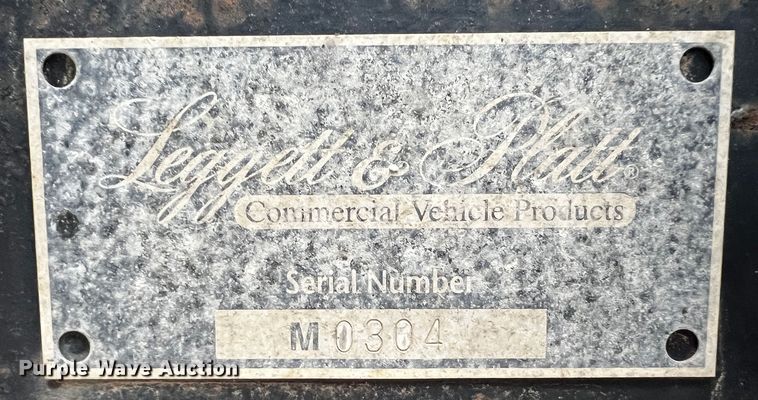 Leggett & Platt®
Commercial Vehicle Products
Serial Number
M0304
Purple Wave Auction